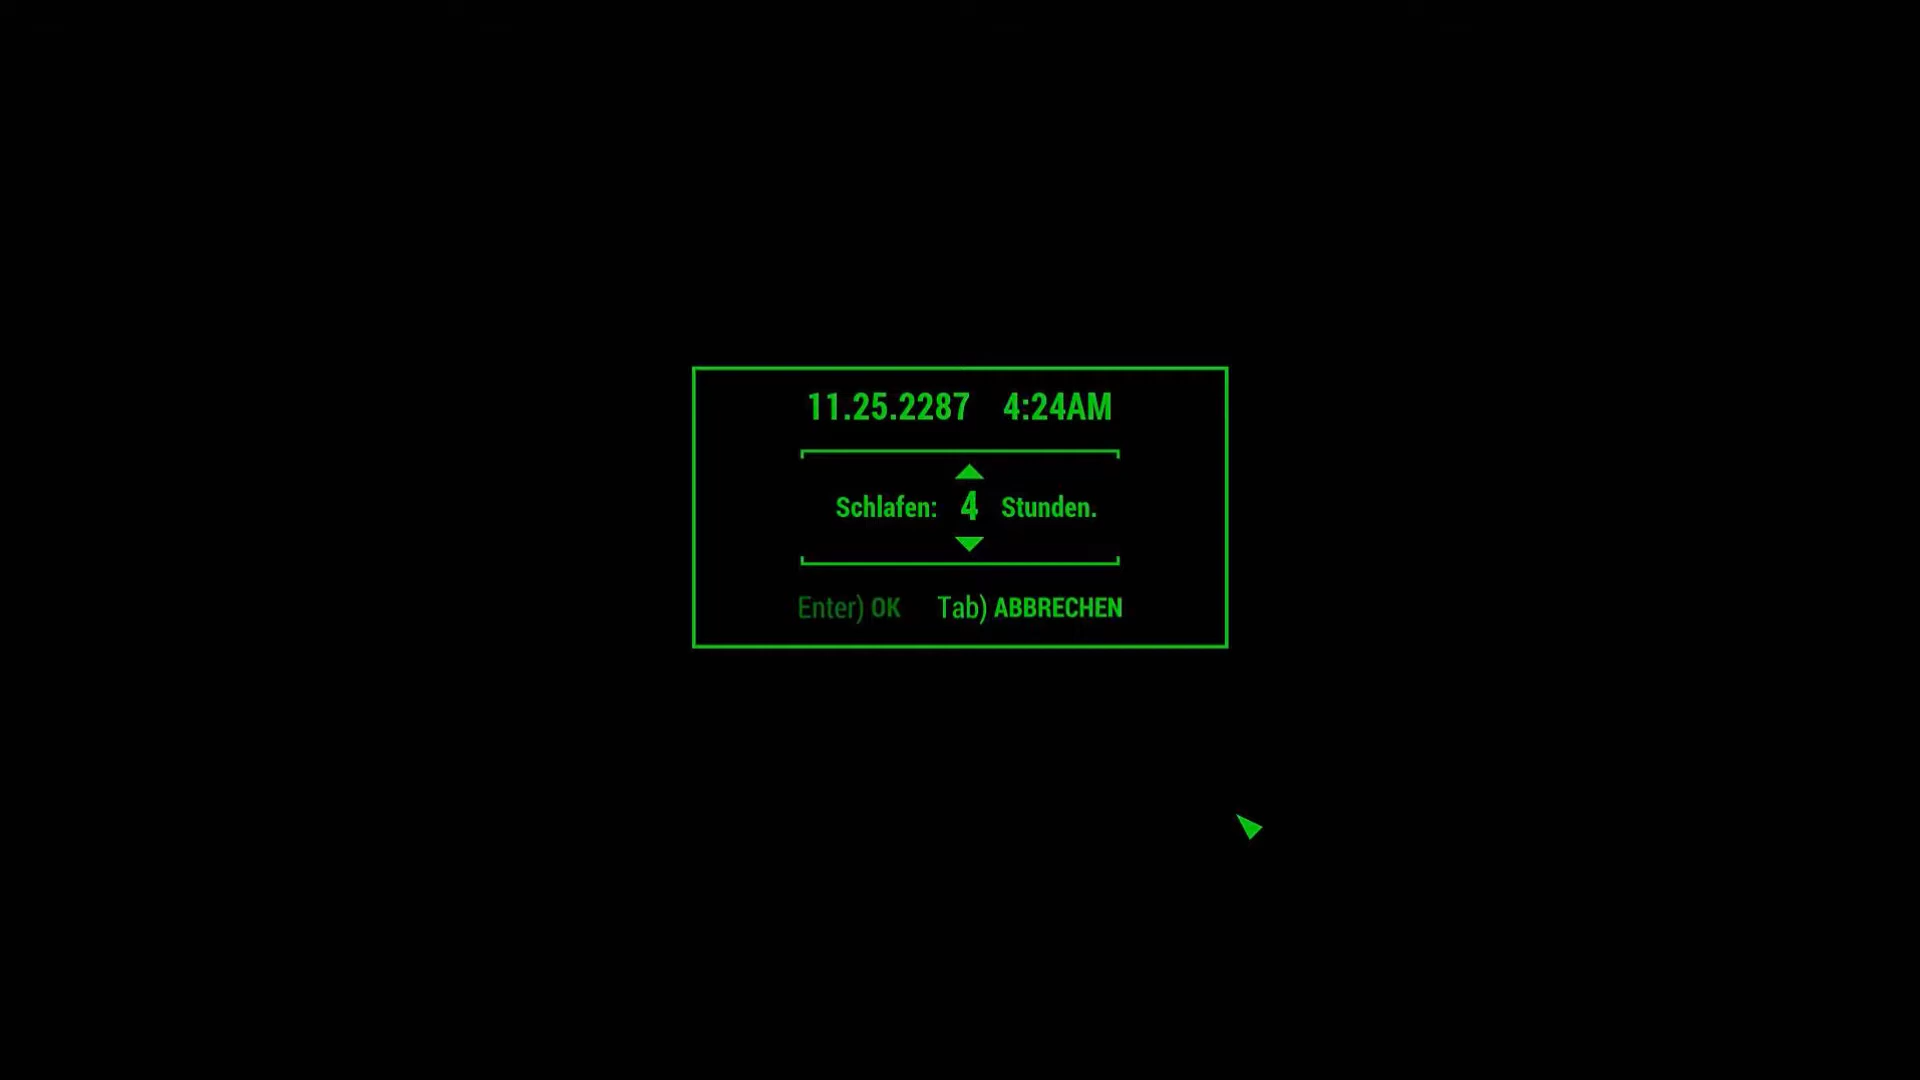 11.25.2287 4:24AM
Schlafen: 4 Stunden.
Enter) OK Tab) ABBRECHEN